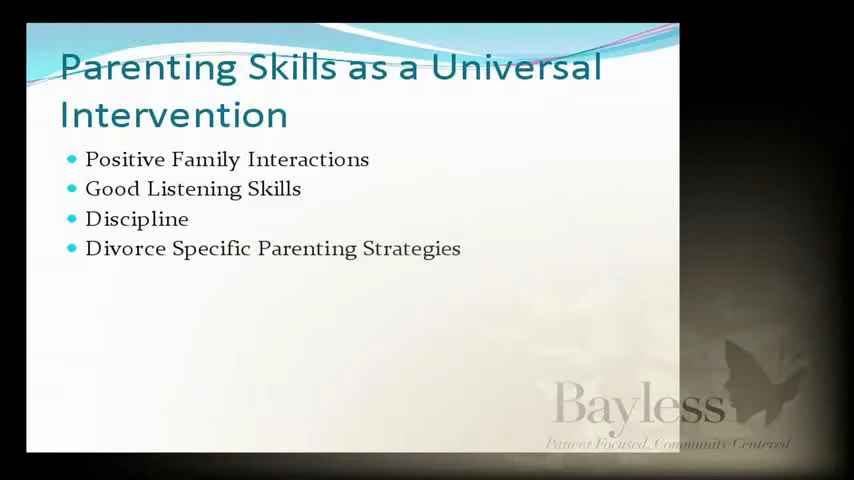 Parenting Skills as a Universal
Intervention
Positive Family Interactions
Good Listening Skills
Discipline
Divorce Specific Parenting Strategies
Bayless
Patient Focused, Community Centered